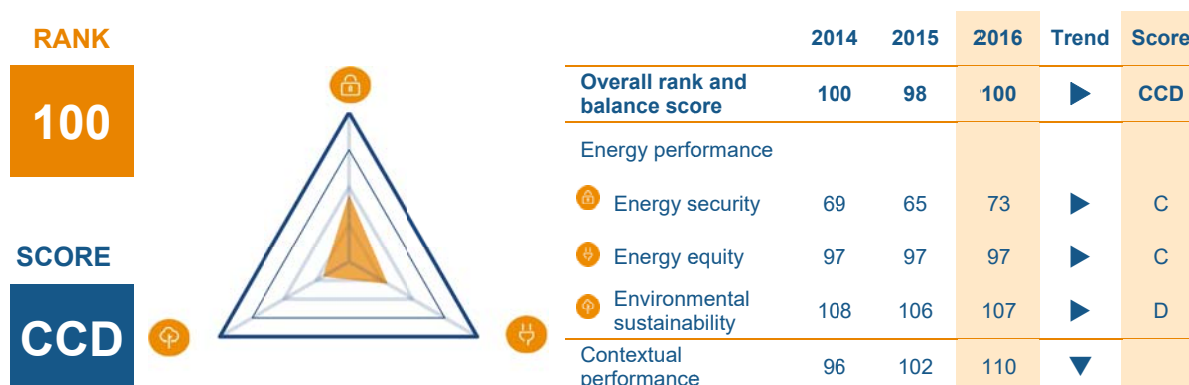 RANK
100
SCORE
CCD
2014 2015 2016 Trend Score
Overall rank and
balance score 100 98 100 CCD
Energy performance
Energy security 69 65 73 C
Energy equity 97 97 97 C
Environmental
sustainability 108 106 107 D
Contextual
performance 96 102 110